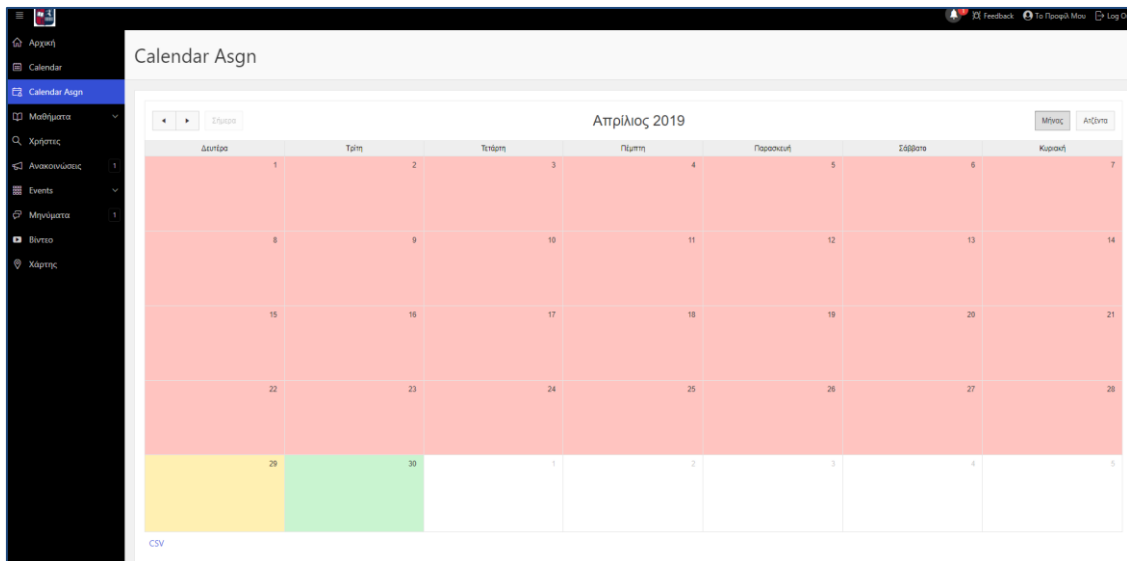 Feedback Το Προφίλ Μου Log O
Αρχική
Calendar
Calendar Asgn
Μαθήματα
Χρήστες
Ανακοινώσεις 1
Events
Μηνύματα 1
Βίντεο
Χάρτης
Calendar Asgn
Σήμερα Απρίλιος 2019 Μήνας Ατζέντα
Δευτέρα Τρίτη Τετάρτη Πέμπτη Παρασκευή Σάββατο Κυριακή
1 2 3 4 5 6 7
8 9 10 11 12 13 14
15 16 17 18 19 20 21
22 23 24 25 26 27 28
29 30 1 2 3 4 5
CSV